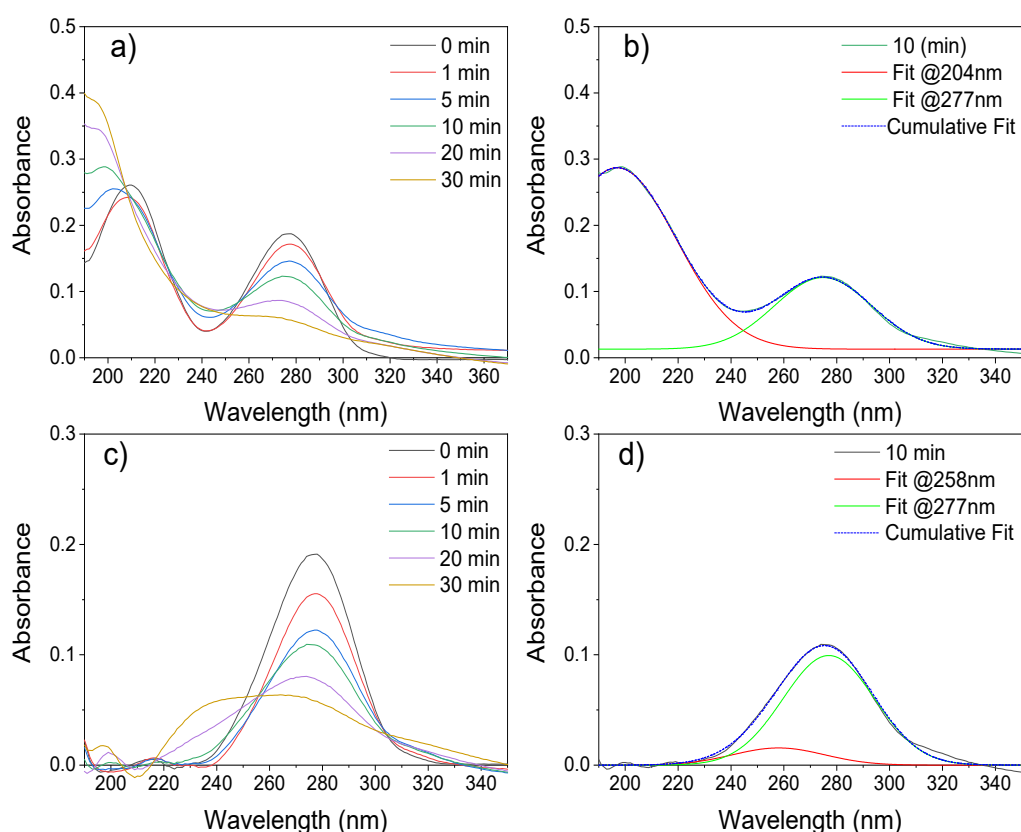 a)
0 min
1 min
5 min
10 min
20 min
30 min
0.5
0.4
0.3
0.2
0.1
0.0
Absorbance
200 220 240 260 280 300 320 340 360
Wavelength (nm)
b)
10 (min)
Fit @204nm
Fit @277nm
Cumulative Fit
0.5
0.4
0.3
0.2
0.1
0.0
Absorbance
200 220 240 260 280 300 320 340
Wavelength (nm)
c)
0 min
1 min
5 min
10 min
20 min
30 min
0.3
0.2
0.1
0.0
Absorbance
200 220 240 260 280 300 320 340
Wavelength (nm)
d)
10 min
Fit @258nm
Fit @277nm
Cumulative Fit
0.3
0.2
0.1
0.0
Absorbance
200 220 240 260 280 300 320 340
Wavelength (nm)